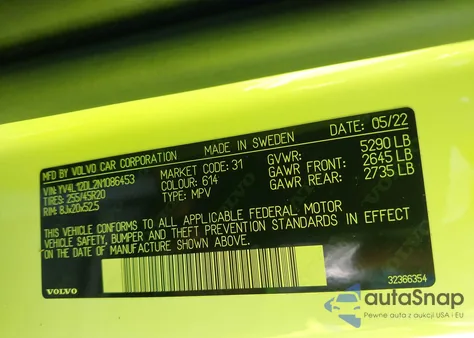 MFD BY VOLVO CAR CORPORATION MADE IN SWEDEN DATE: 05/22
VIN: YV4L12DL2N1086453 MARKET CODE: 31 GVWR: 5290 LB
TIRES: 255/45R20 COLOUR: 614 GAWR FRONT: 2645 LB
RIM: 8Jx20x52.5 TYPE: MPV GAWR REAR: 2735 LB
THIS VEHICLE CONFORMS TO ALL APPLICABLE FEDERAL MOTOR
VEHICLE SAFETY, BUMPER AND THEFT PREVENTION STANDARDS IN EFFECT
ON THE DATE OF MANUFACTURE SHOWN ABOVE.
VOLVO
32366354
autoSnap
Pewne auta z aukcji USA i EU